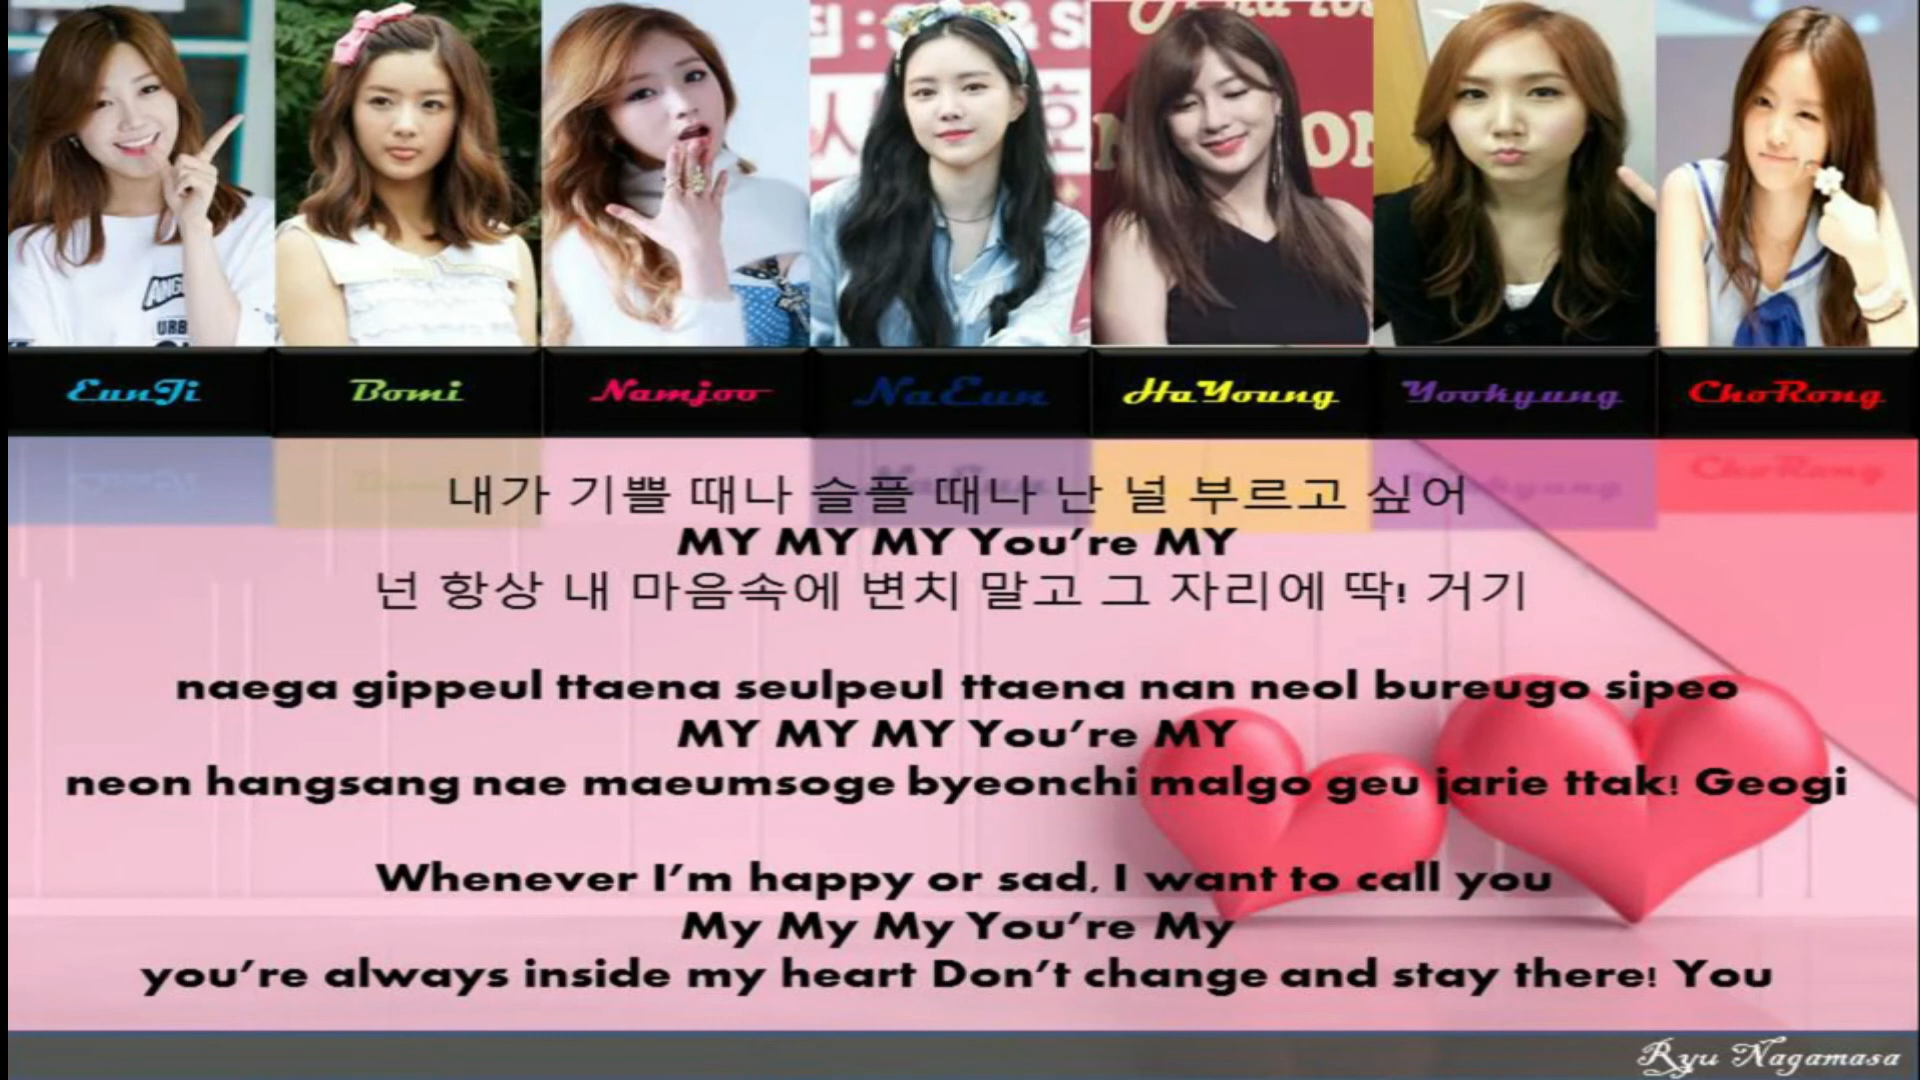 EunJi Bomi Namjoo NaEun HaYoung Yookyung ChoRong
내가 기쁠 때나 슬플 때나 난 널 부르고 싶어
MY MY MY You're MY
넌 항상 내 마음속에 변치 말고 그 자리에 딱! 거기
naega gippeul ttaena seulpeul ttaena nan neol bureugo sipeo
MY MY MY You're MY
neon hangsang nae maeumsoge byeonchi malgo geu jarie ttak! Geogi
Whenever I'm happy or sad, I want to call you
My My My You're My
you're always inside my heart Don't change and stay there! You
Ryu Nagamasa